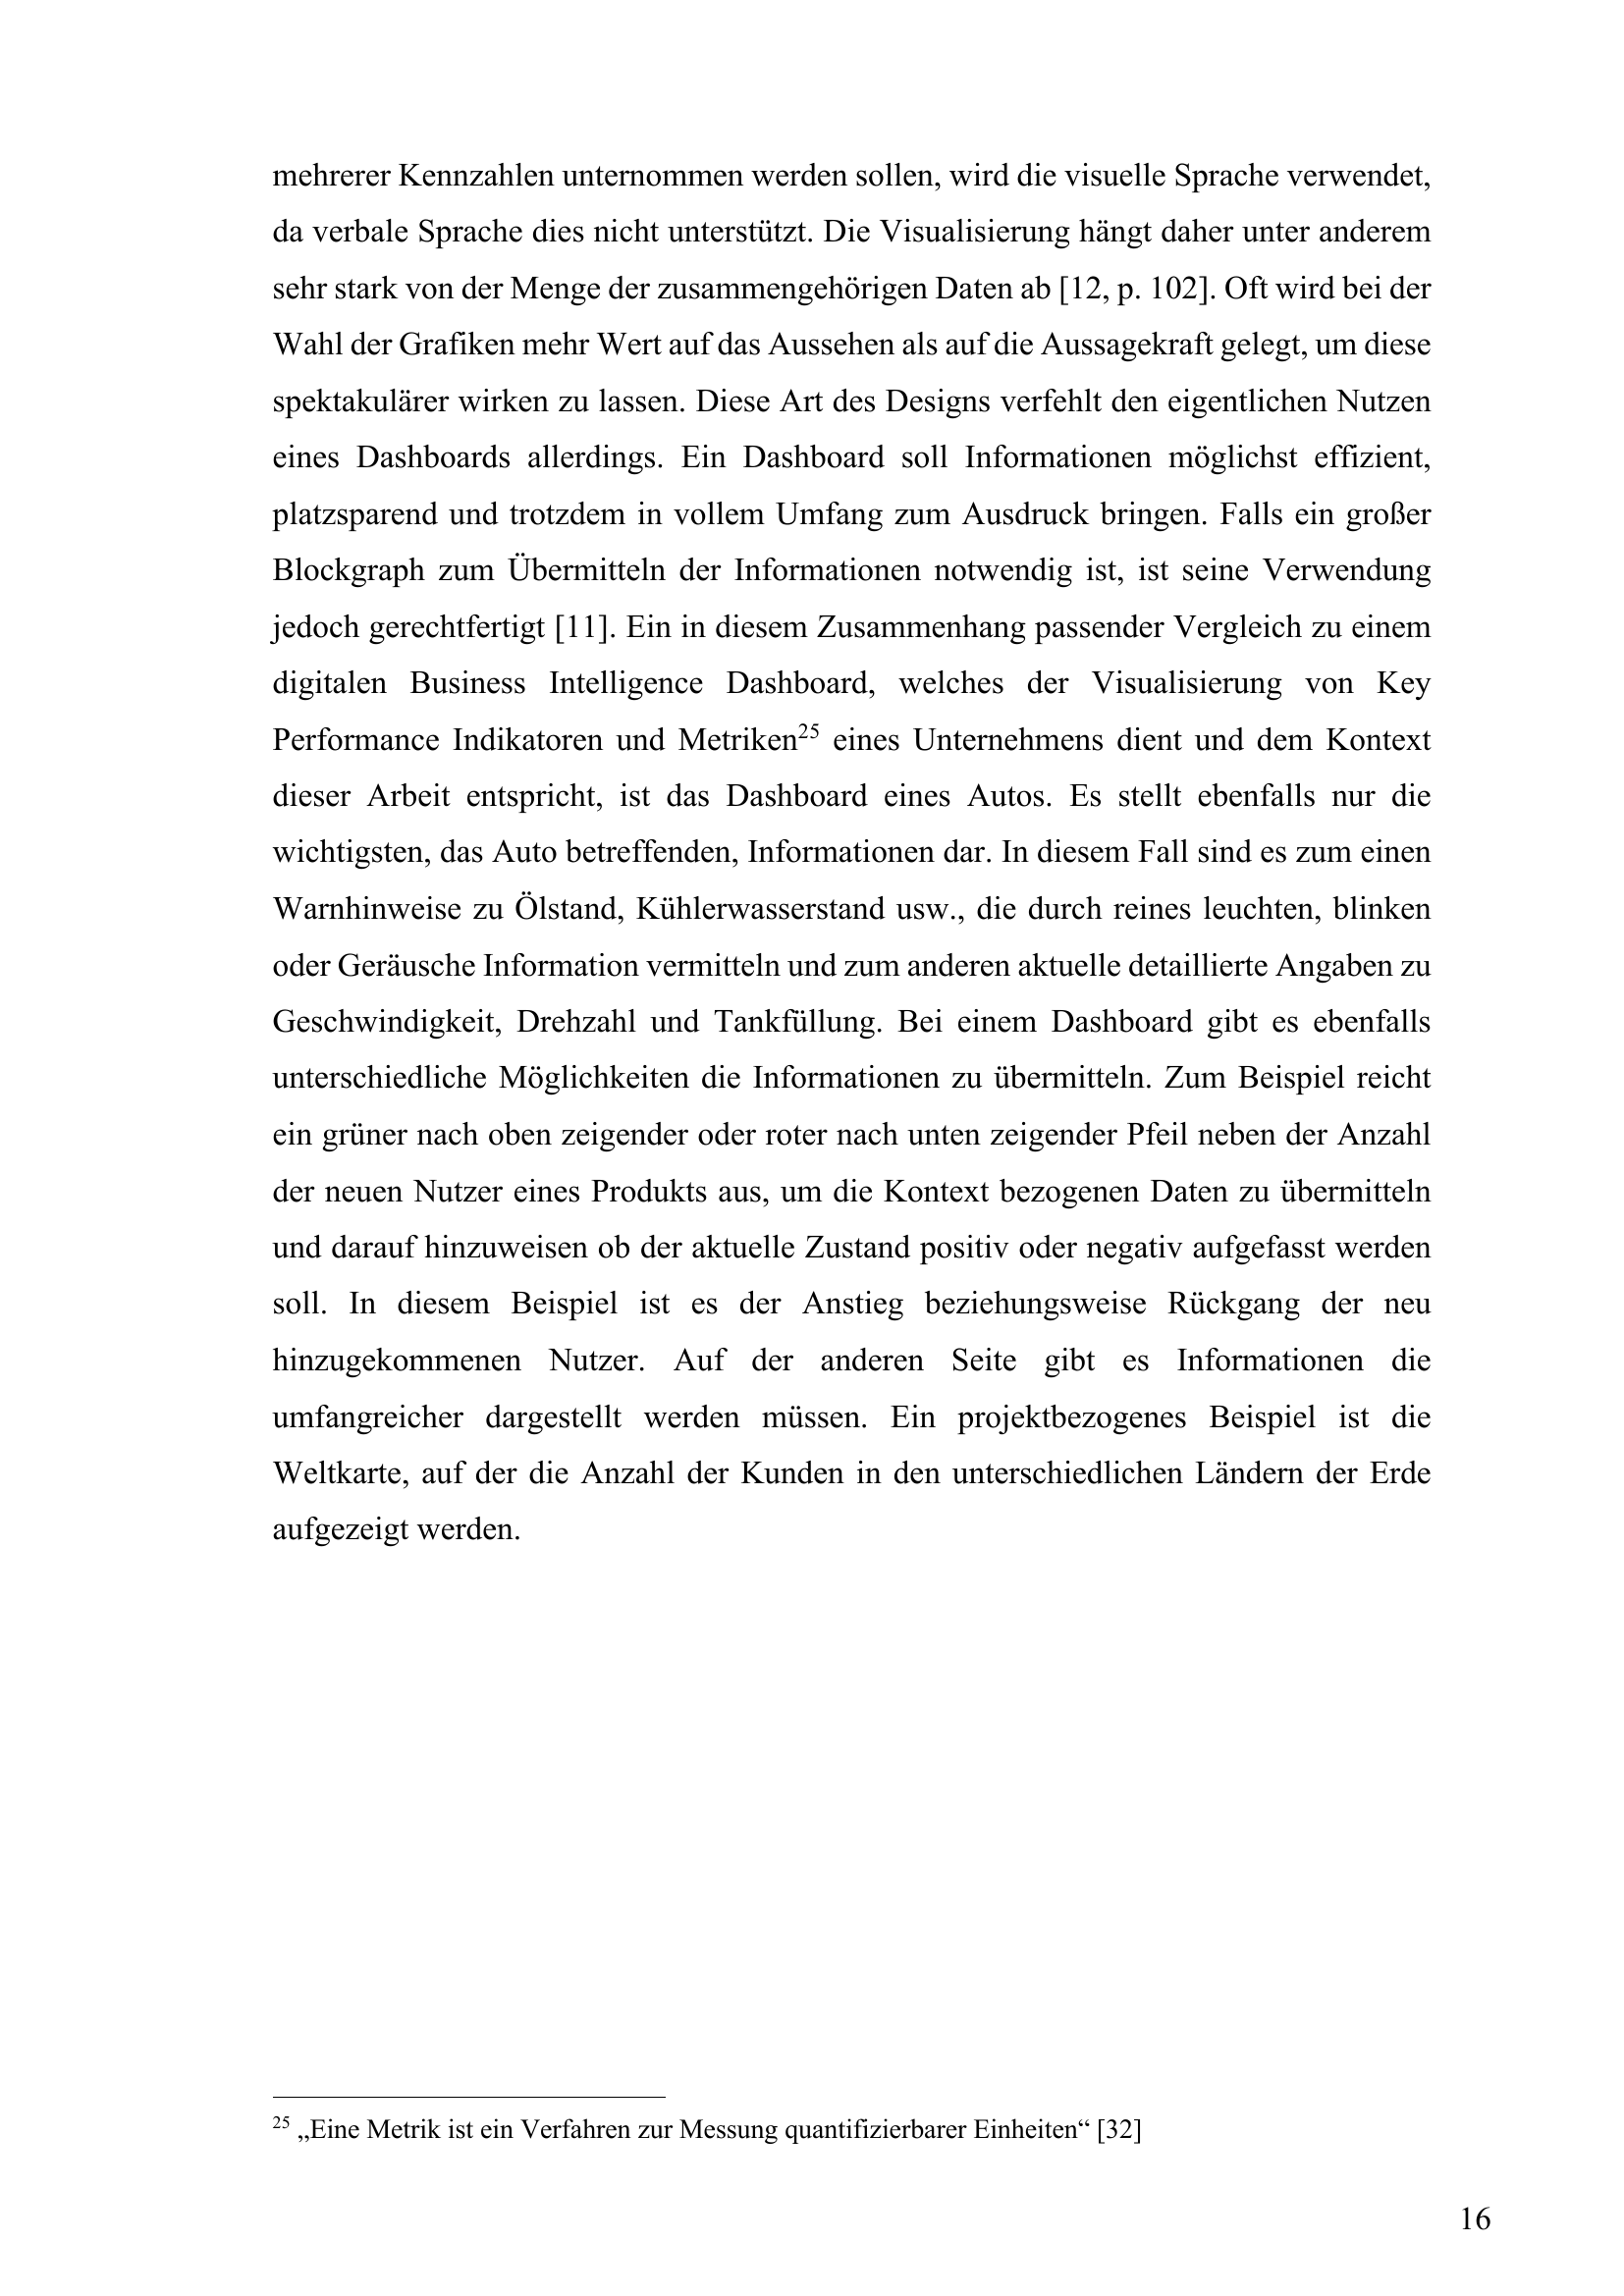 mehrerer Kennzahlen unternommen werden sollen, wird die visuelle Sprache verwendet,
da verbale Sprache dies nicht unterstützt. Die Visualisierung hängt daher unter anderem
sehr stark von der Menge der zusammengehörigen Daten ab [12, p. 102]. Oft wird bei der
Wahl der Grafiken mehr Wert auf das Aussehen als auf die Aussagekraft gelegt, um diese
spektakulärer wirken zu lassen. Diese Art des Designs verfehlt den eigentlichen Nutzen
eines Dashboards allerdings. Ein Dashboard soll Informationen möglichst effizient,
platzsparend und trotzdem in vollem Umfang zum Ausdruck bringen. Falls ein großer
Blockgraph zum Übermitteln der Informationen notwendig ist, ist seine Verwendung
jedoch gerechtfertigt [11]. Ein in diesem Zusammenhang passender Vergleich zu einem
digitalen Business Intelligence Dashboard, welches der Visualisierung von Key
Performance Indikatoren und Metriken25 eines Unternehmens dient und dem Kontext
dieser Arbeit entspricht, ist das Dashboard eines Autos. Es stellt ebenfalls nur die
wichtigsten, das Auto betreffenden, Informationen dar. In diesem Fall sind es zum einen
Warnhinweise zu Ölstand, Kühlerwasserstand usw., die durch reines leuchten, blinken
oder Geräusche Information vermitteln und zum anderen aktuelle detaillierte Angaben zu
Geschwindigkeit, Drehzahl und Tankfüllung. Bei einem Dashboard gibt es ebenfalls
unterschiedliche Möglichkeiten die Informationen zu übermitteln. Zum Beispiel reicht
ein grüner nach oben zeigender oder roter nach unten zeigender Pfeil neben der Anzahl
der neuen Nutzer eines Produkts aus, um die Kontext bezogenen Daten zu übermitteln
und darauf hinzuweisen ob der aktuelle Zustand positiv oder negativ aufgefasst werden
soll. In diesem Beispiel ist es der Anstieg beziehungsweise Rückgang der neu
hinzugekommenen Nutzer. Auf der anderen Seite gibt es Informationen die
umfangreicher dargestellt werden müssen. Ein projektbezogenes Beispiel ist die
Weltkarte, auf der die Anzahl der Kunden in den unterschiedlichen Ländern der Erde
aufgezeigt werden.
25 „Eine Metrik ist ein Verfahren zur Messung quantifizierbarer Einheiten“ [32]
16